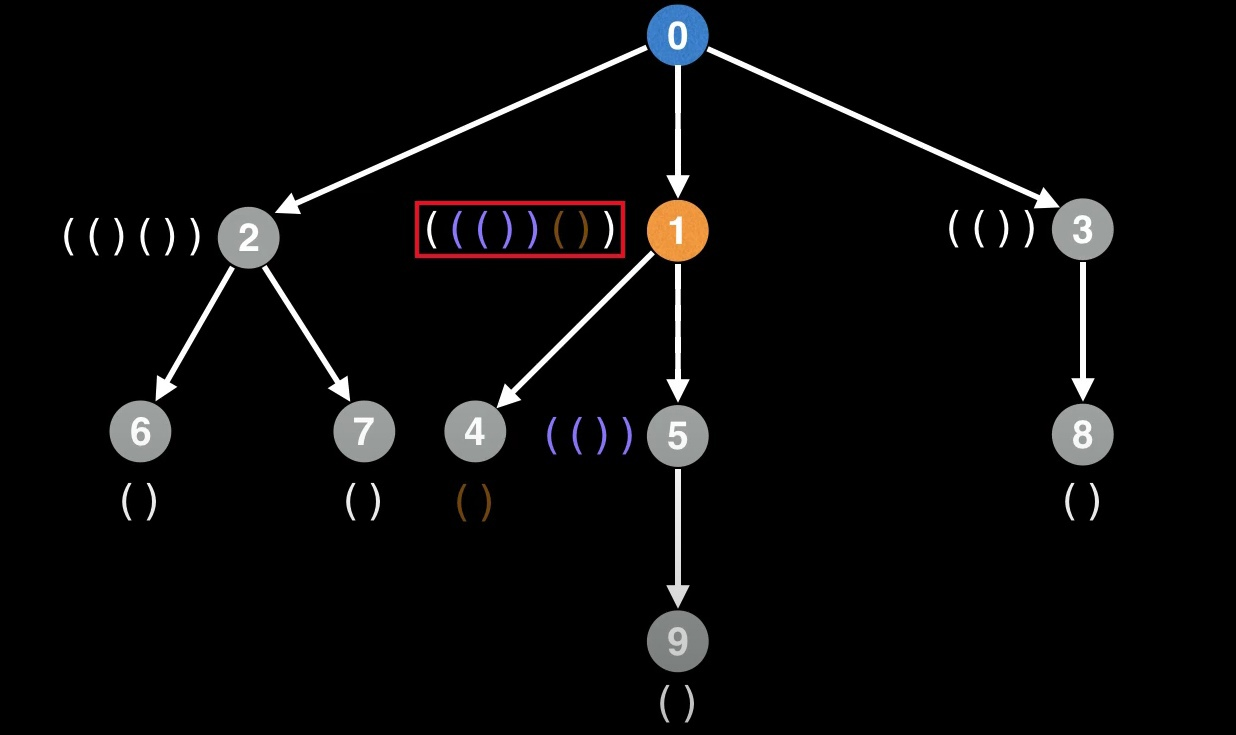 0
(()()) 2 ((())()) 1 (()) 3
6 7 4 (()) 5 8
() () () ()
9
()